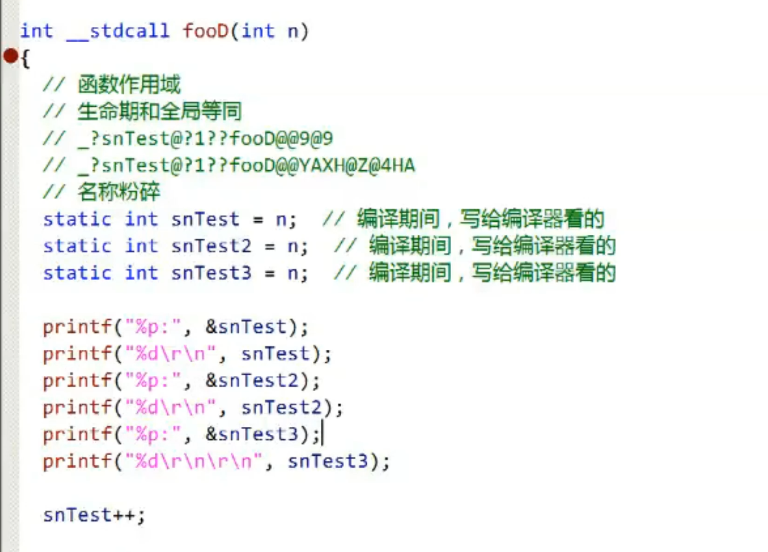 int __stdcall fooD(int n)
{
// 函数作用域
// 生命期和全局等同
// _?snTest@?1??fooD@@9@9
// _?snTest@?1??fooD@@YAXH@Z@4HA
// 名称粉碎
static int snTest = n; // 编译期间，写给编译器看的
static int snTest2 = n; // 编译期间，写给编译器看的
static int snTest3 = n; // 编译期间，写给编译器看的
printf("%p:", &snTest);
printf("%d\r\n", snTest);
printf("%p:", &snTest2);
printf("%d\r\n", snTest2);
printf("%p:", &snTest3);
printf("%d\r\n\r\n", snTest3);
snTest++;